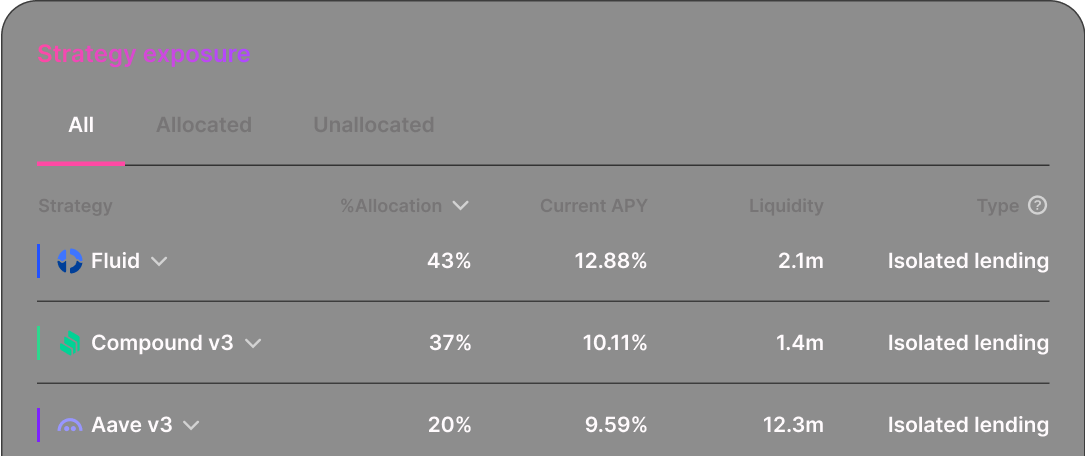 Strategy exposure
All Allocated Unallocated
Strategy %Allocation Current APY Liquidity Type ?
Fluid 43% 12.88% 2.1m Isolated lending
Compound v3 37% 10.11% 1.4m Isolated lending
Aave v3 20% 9.59% 12.3m Isolated lending